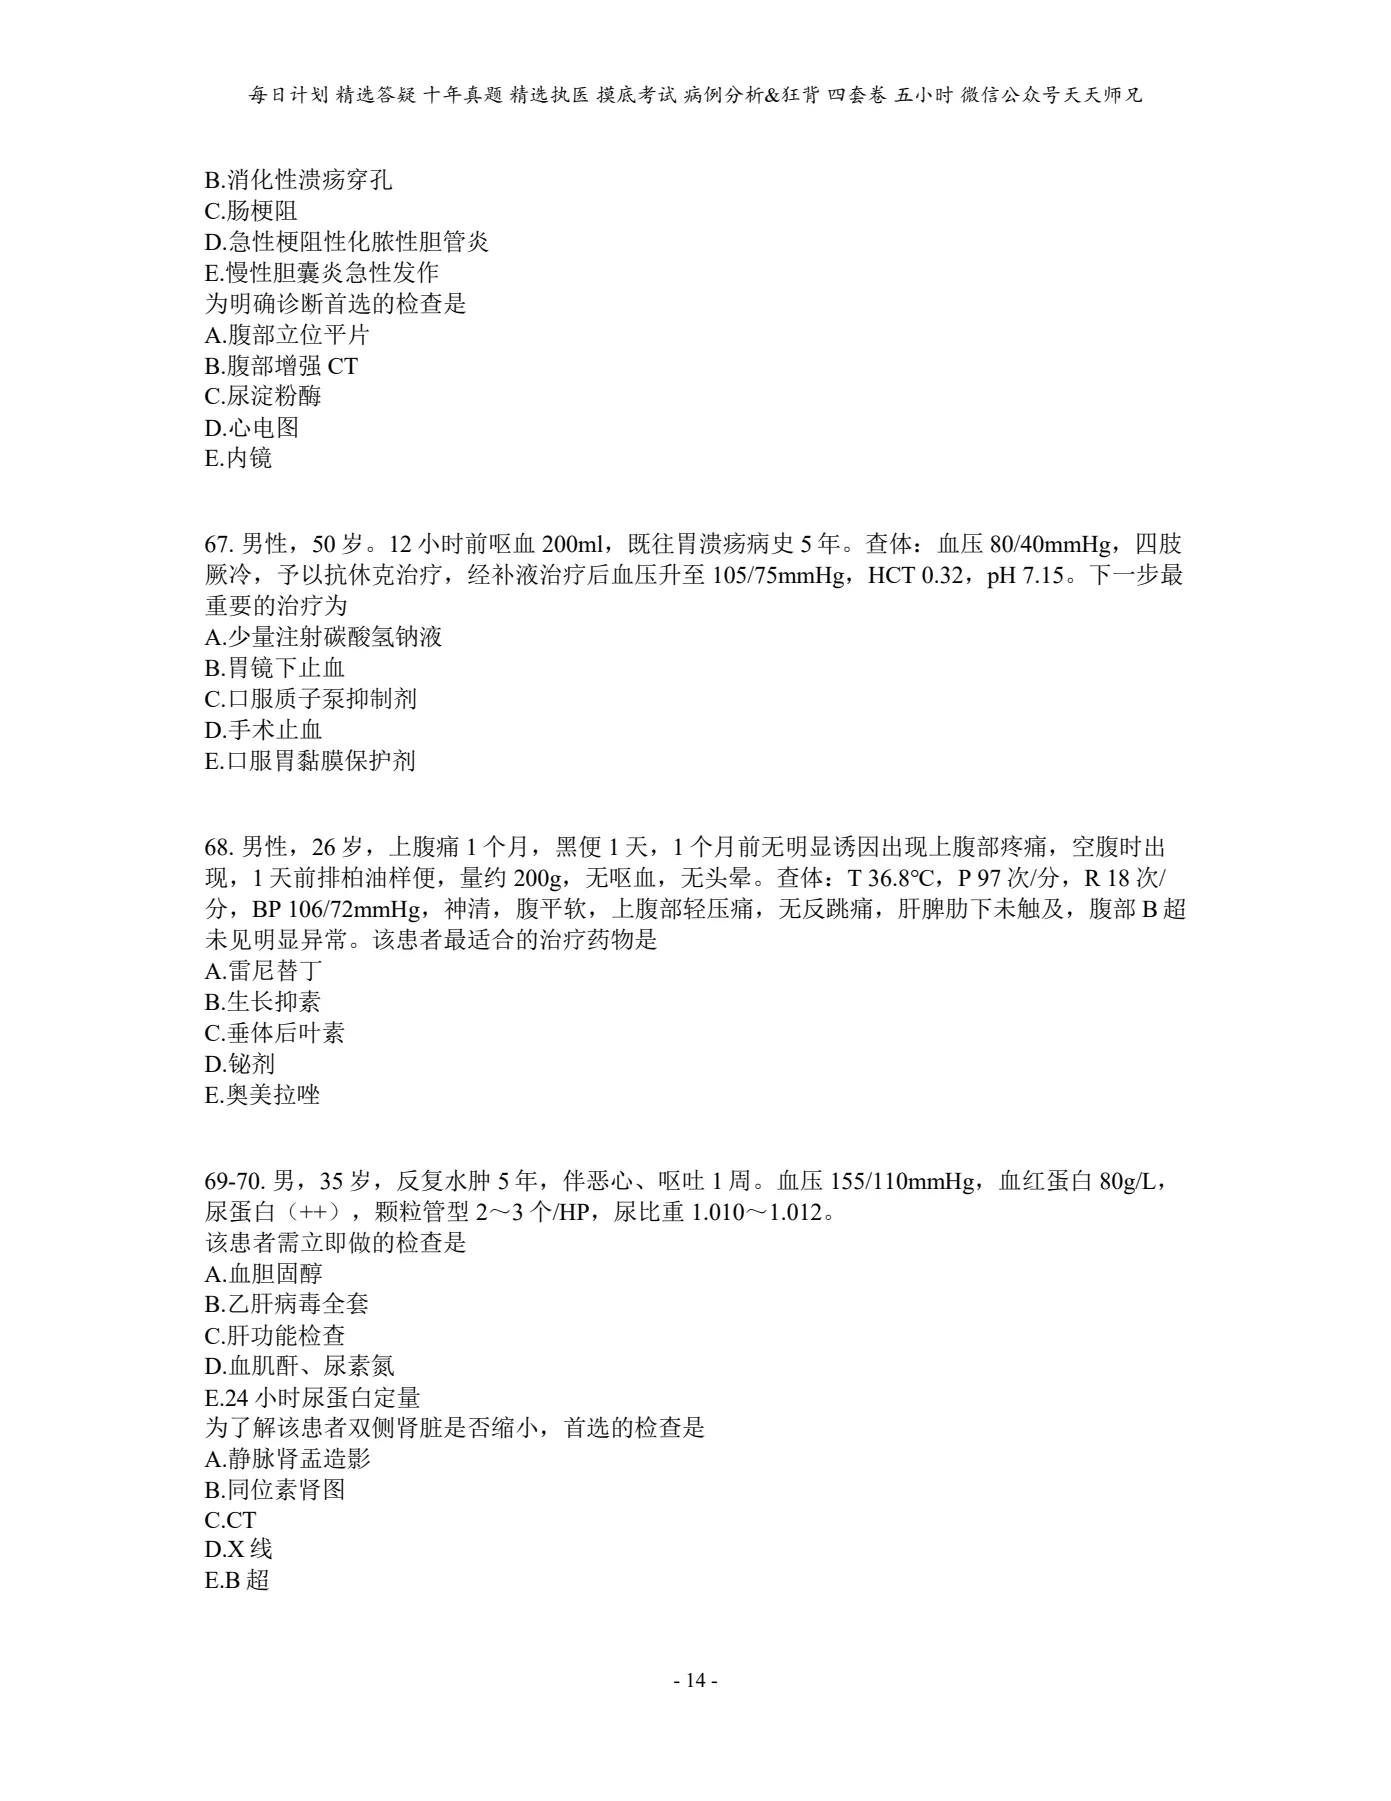 每日计划 精选答疑 十年真题 精选执医 摸底考试 病例分析&狂背 四套卷 五小时 微信公众号天天师兄
B.消化性溃疡穿孔
C.肠梗阻
D.急性梗阻性化脓性胆管炎
E.慢性胆囊炎急性发作
为明确诊断首选的检查是
A.腹部立位平片
B.腹部增强 CT
C.尿淀粉酶
D.心电图
E.内镜
67. 男性，50 岁。12 小时前呕血 200ml，既往胃溃疡病史 5 年。查体：血压 80/40mmHg，四肢
厥冷，予以抗休克治疗，经补液治疗后血压升至 105/75mmHg，HCT 0.32，pH 7.15。下一步最
重要的治疗为
A.少量注射碳酸氢钠液
B.胃镜下止血
C.口服质子泵抑制剂
D.手术止血
E.口服胃黏膜保护剂
68. 男性，26 岁，上腹痛 1 个月，黑便 1 天，1 个月前无明显诱因出现上腹部疼痛，空腹时出
现，1 天前排柏油样便，量约 200g，无呕血，无头晕。查体：T 36.8℃，P 97 次/分，R 18 次/
分，BP 106/72mmHg，神清，腹平软，上腹部轻压痛，无反跳痛，肝脾肋下未触及，腹部 B 超
未见明显异常。该患者最适合的治疗药物是
A.雷尼替丁
B.生长抑素
C.垂体后叶素
D.铋剂
E.奥美拉唑
69-70. 男，35 岁，反复水肿 5 年，伴恶心、呕吐 1 周。血压 155/110mmHg，血红蛋白 80g/L，
尿蛋白（++），颗粒管型 2～3 个/HP，尿比重 1.010～1.012。
该患者需立即做的检查是
A.血胆固醇
B.乙肝病毒全套
C.肝功能检查
D.血肌酐、尿素氮
E.24 小时尿蛋白定量
为了解该患者双侧肾脏是否缩小，首选的检查是
A.静脉肾盂造影
B.同位素肾图
C.CT
D.X 线
E.B 超
- 14 -